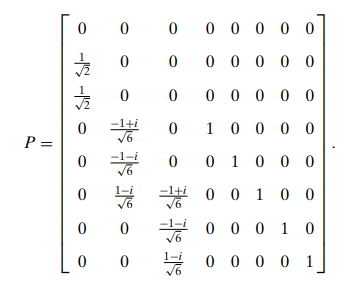 0 0 0 0 0 0 0 0
1/√2 0 0 0 0 0 0 0
1/√2 0 0 0 0 0 0 0
P = 0 (-1+i)/√6 0 1 0 0 0 0 .
0 (-1-i)/√6 0 0 1 0 0 0
0 (1-i)/√6 (-1+i)/√6 0 0 1 0 0
0 0 (-1-i)/√6 0 0 0 1 0
0 0 (1-i)/√6 0 0 0 0 1